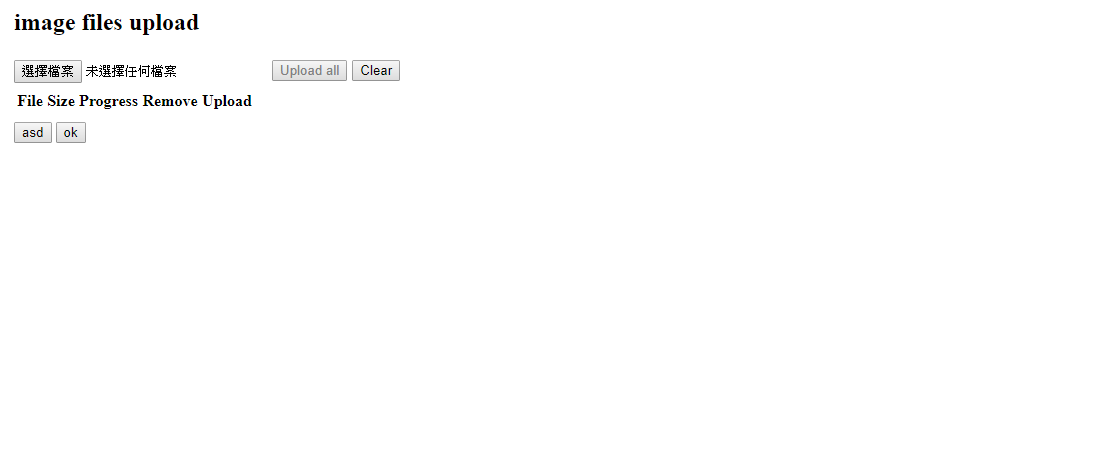 image files upload
選擇檔案 未選擇任何檔案 Upload all Clear
File Size Progress Remove Upload
asd ok